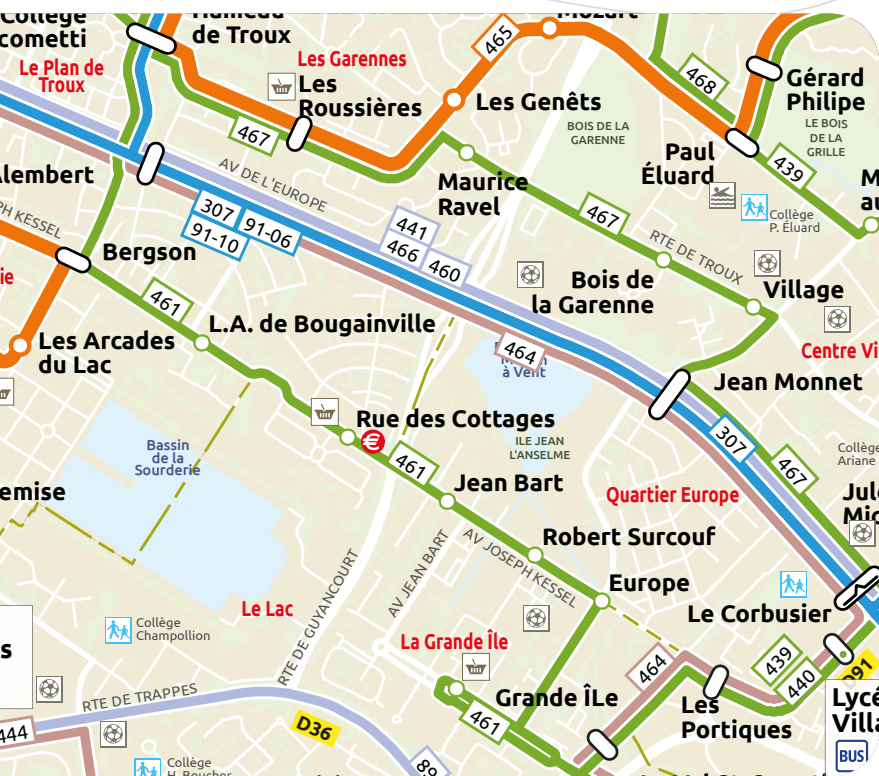 Collège
cometti
de Troux
Mozart
465
Les Garennes
Le Plan de
Troux
Les
Roussières
Les Genêts
468
Gérard
Philipe
467
BOIS DE LA
GARENNE
LE BOIS
DE LA
GRILLE
Paul
Éluard
439
AV DE L'EUROPE
Maurice
Ravel
Collège
P. Éluard
307
91-10
91-06
441
466
460
467
RTE DE TROUX
Bergson
Bois de
la Garenne
Village
461
L.A. de Bougainville
Les Arcades
du Lac
464
à Vent
Jean Monnet
Rue des Cottages
€
ILE JEAN
L'ANSELME
Bassin
de la
Sourderie
461
307
467
Collège
Ariane
Jean Bart
Quartier Europe
Robert Surcouf
AV JOSEPH KESSEL
AV JEAN BART
RTE DE GUYANCOURT
Europe
Le Corbusier
Le Lac
Collège
Champollion
La Grande Île
464
439
440
RTE DE TRAPPES
Grande ÎLe
461
Les
Portiques
D36
444
89
BUS
Collège
H. Boucher